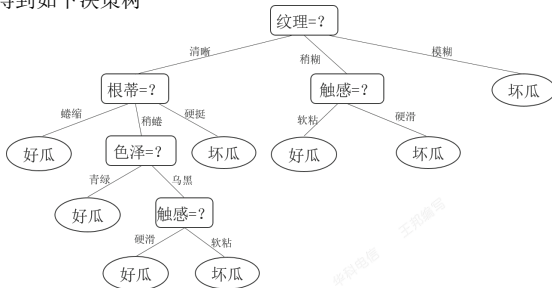 得到如下决策树
纹理=?
清晰 稍糊 模糊
根蒂=? 触感=? 坏瓜
蜷缩 稍蜷 硬挺 软粘 硬滑
好瓜 色泽=? 坏瓜 好瓜 坏瓜
青绿 乌黑
好瓜 触感=?
硬滑 软粘
好瓜 坏瓜